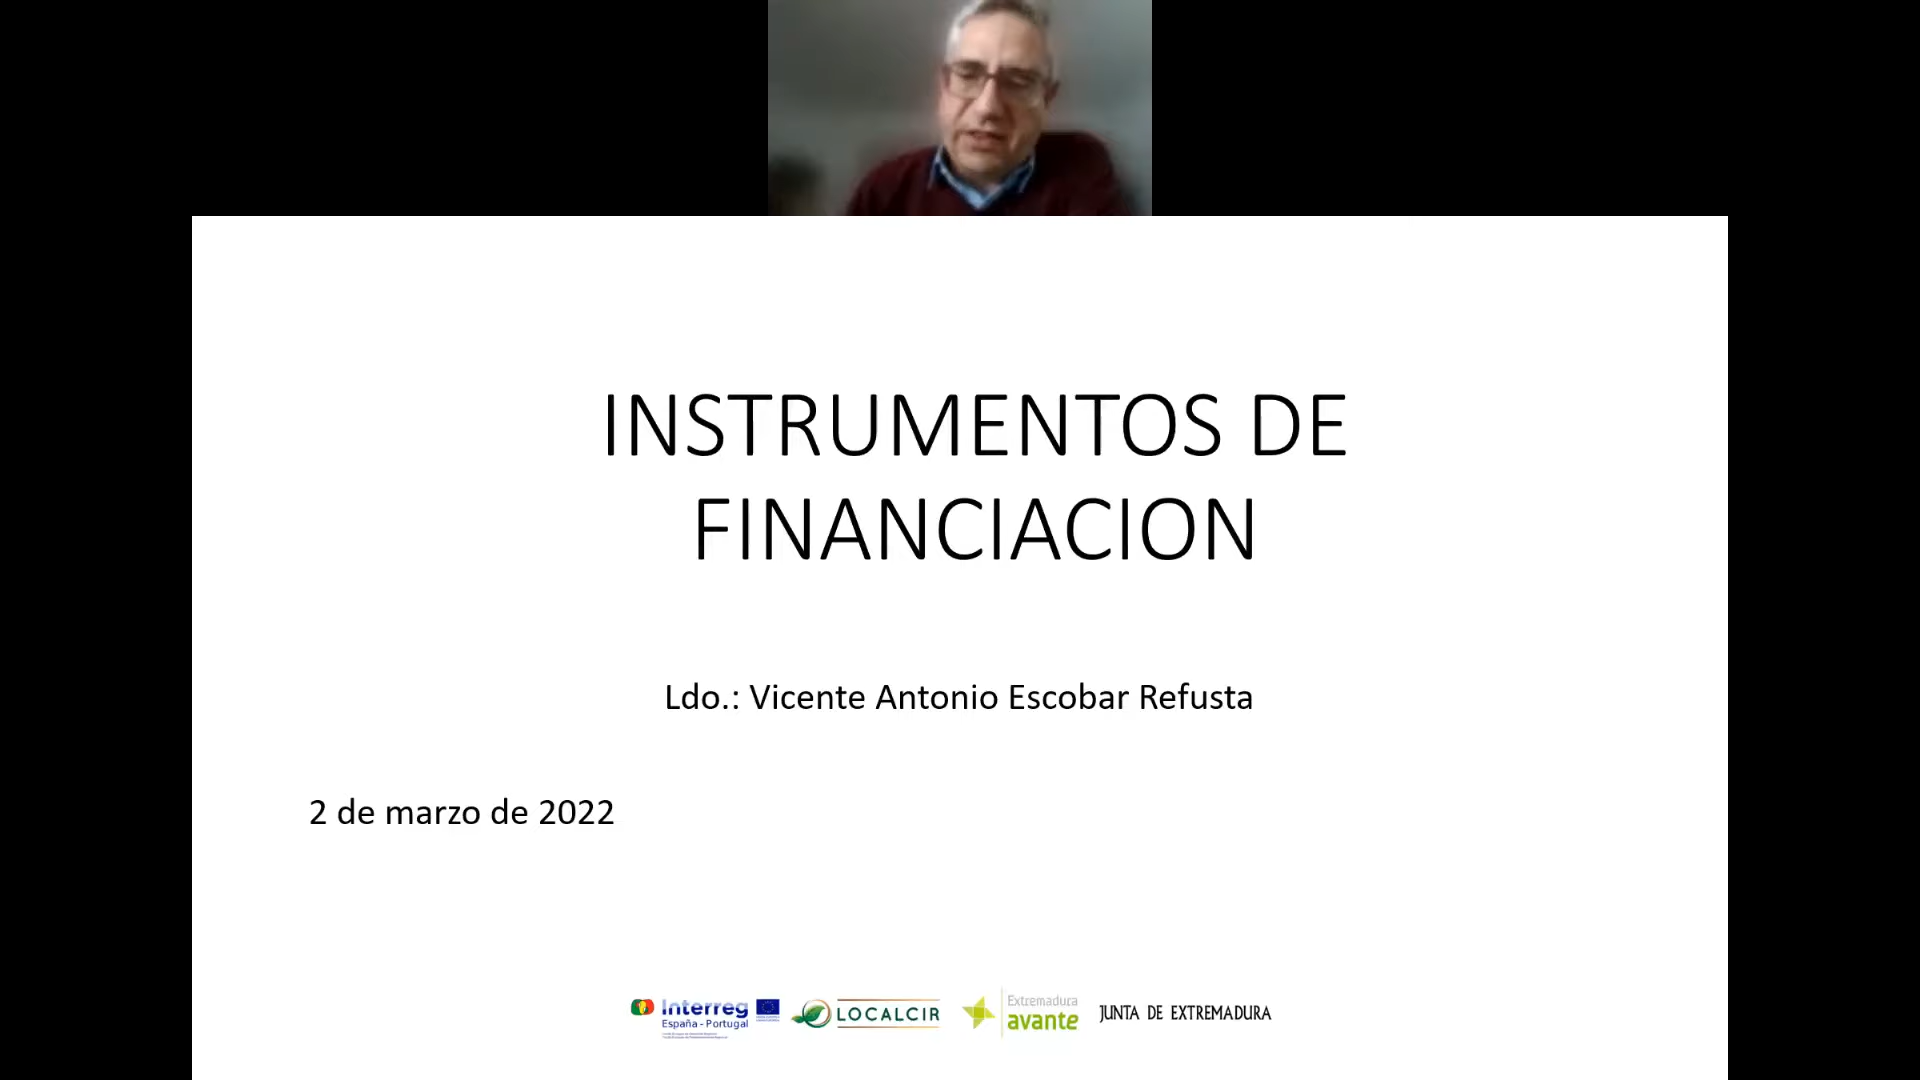 INSTRUMENTOS DE
FINANCIACION
Ldo.: Vicente Antonio Escobar Refusta
2 de marzo de 2022
Interreg
España - Portugal
LOCALCIR
Extremadura
avante
JUNTA DE EXTREMADURA